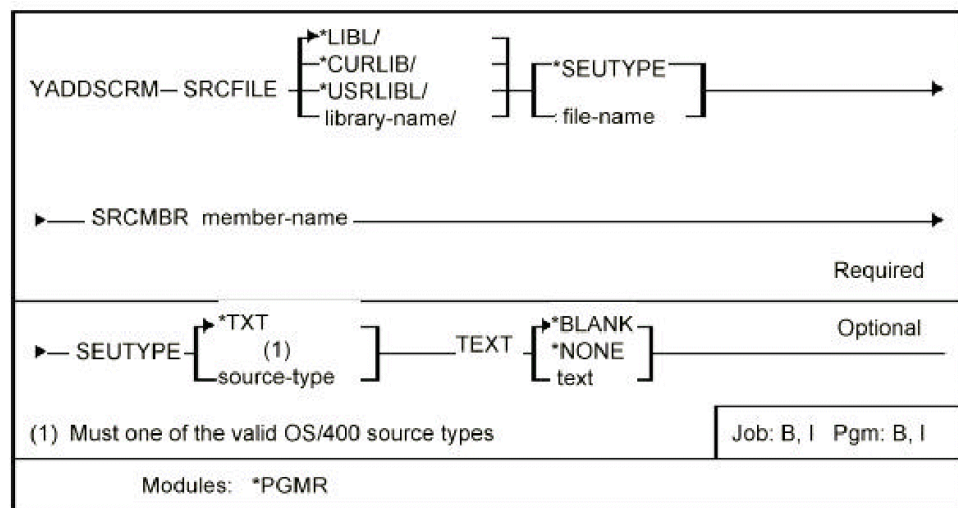 *LIBL/
*CURLIB/
*SEUTYPE
YADDSCRM SRCFILE *USRLIBL/
library-name/ : file-name
SRCMBR member-name
Required
*TXT *BLANK Optional
SEUTYPE (1) TEXT *NONE
source-type text
(1) Must one of the valid OS/400 source types Job: B, I Pgm: B, I
Modules: *PGMR